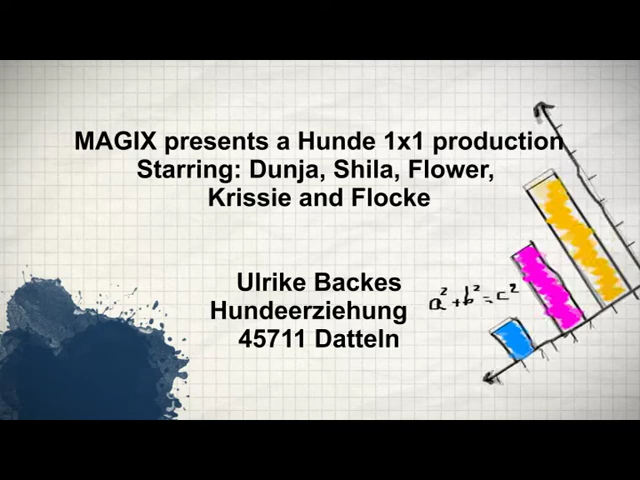 MAGIX presents a Hunde 1x1 production
Starring: Dunja, Shila, Flower,
Krissie and Flocke
Ulrike Backes
Hundeerziehung
45711 Datteln
a² + b² = c²